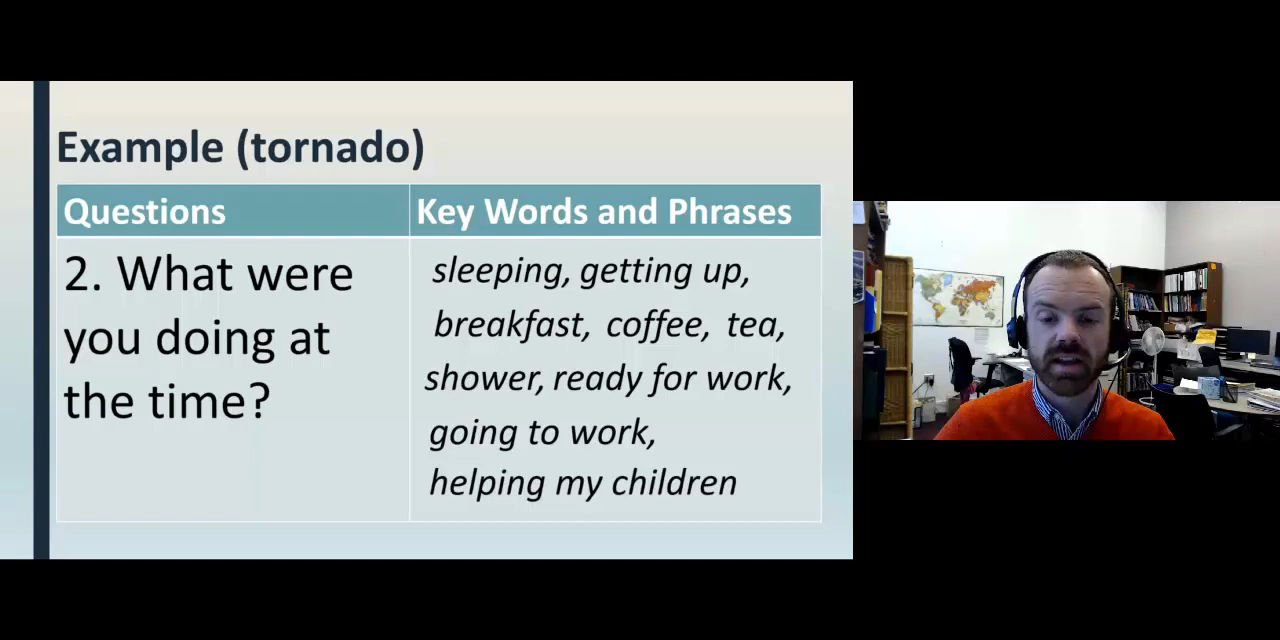 Example (tornado)
Questions
Key Words and Phrases
2. What were
you doing at
the time?
sleeping, getting up,
breakfast, coffee, tea,
shower, ready for work,
going to work,
helping my children